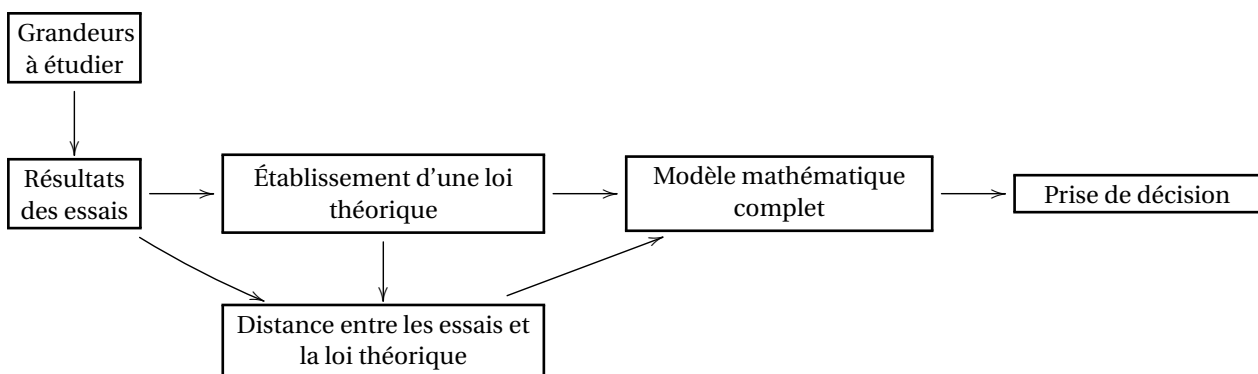 Grandeurs
à étudier
Résultats
des essais
Établissement d'une loi
théorique
Modèle mathématique
complet
Prise de décision
Distance entre les essais et
la loi théorique